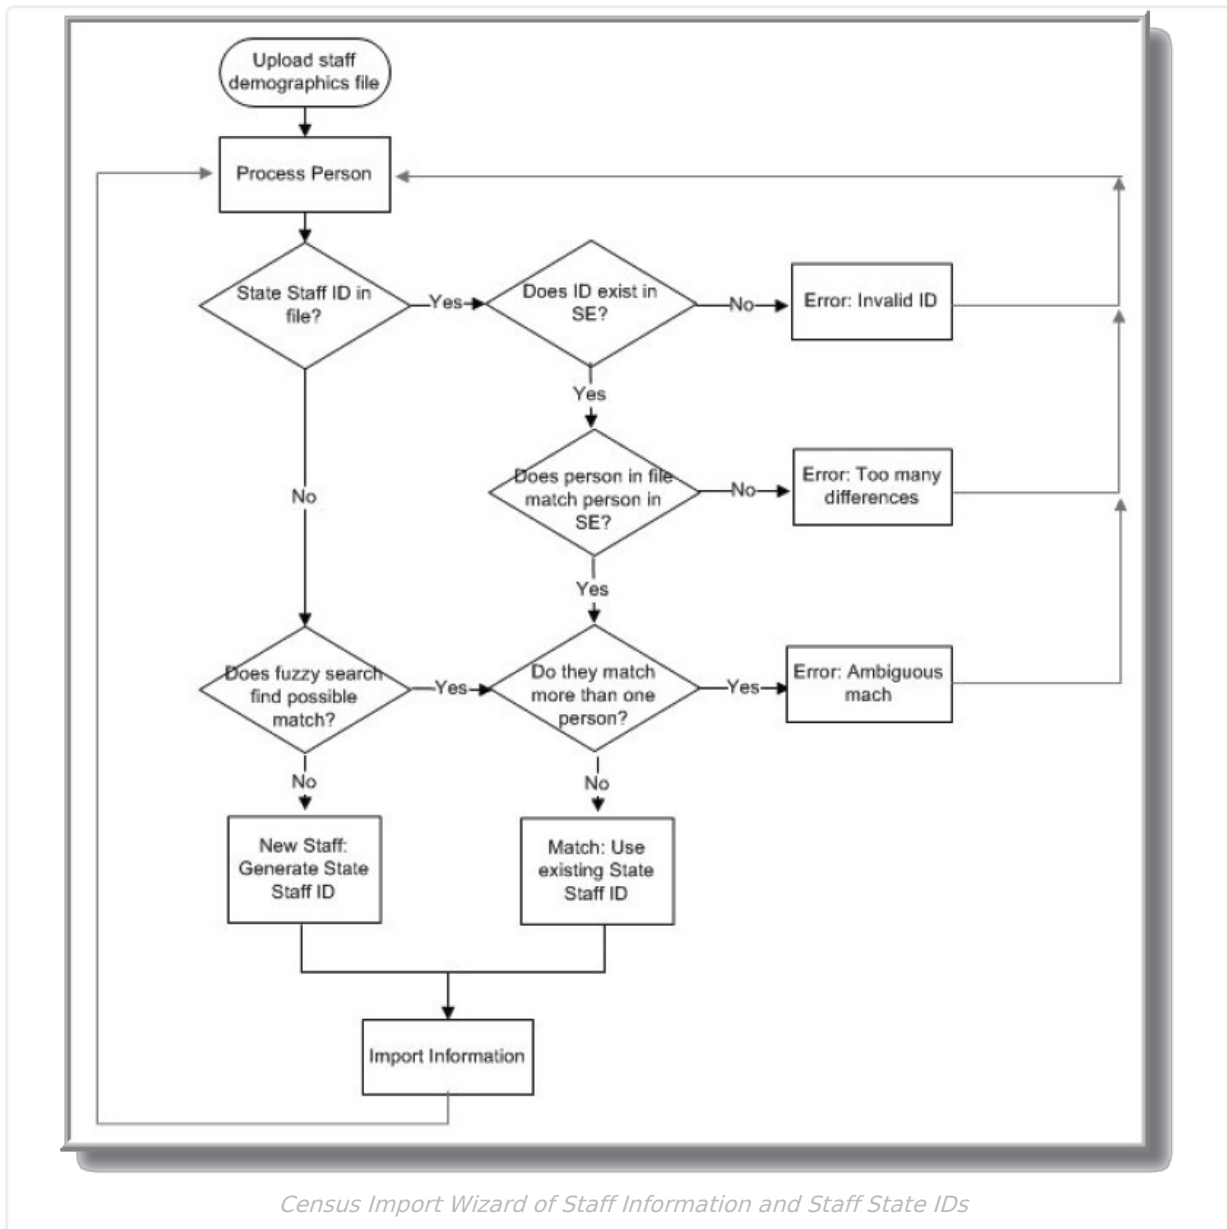 Upload staff
demographics file
Process Person
State Staff ID in
file?
Yes
Does ID exist in
SE?
No
Error: Invalid ID
Yes
Does person in file
match person in
SE?
No
Error: Too many
differences
No
Yes
Does fuzzy search
find possible
match?
Yes
Do they match
more than one
person?
Yes
Error: Ambiguous
mach
No
No
New Staff:
Generate State
Staff ID
Match: Use
existing State
Staff ID
Import Information
Census Import Wizard of Staff Information and Staff State IDs